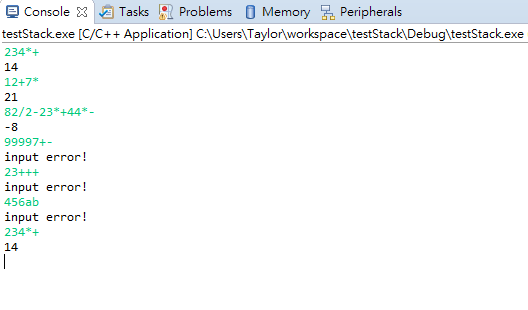 Console Tasks Problems Memory Peripherals
testStack.exe [C/C++ Application] C:\Users\Taylor\workspace\testStack\Debug\testStack.exe
234*+
14
12+7*
21
82/2-23*+44*-
-8
99997+-
input error!
23+++
input error!
456ab
input error!
234*+
14